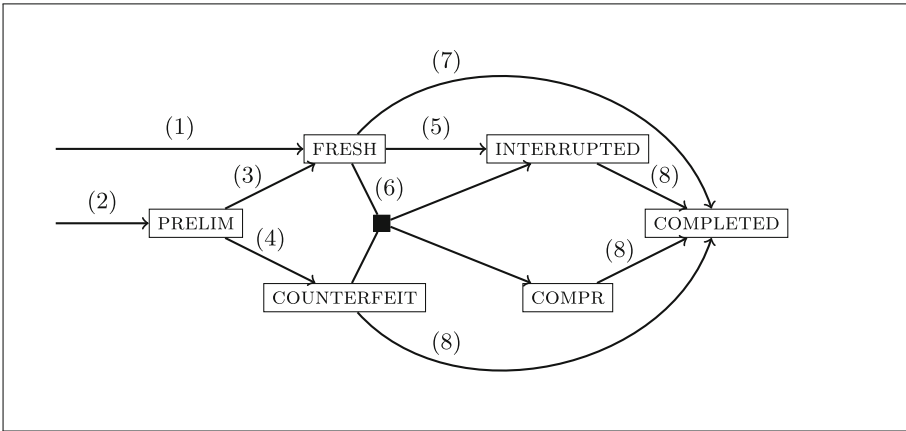 (7)
(1)
(5)
FRESH
INTERRUPTED
(3)
(6)
(8)
(2)
PRELIM
COMPLETED
(4)
(8)
COUNTERFEIT
COMPR
(8)